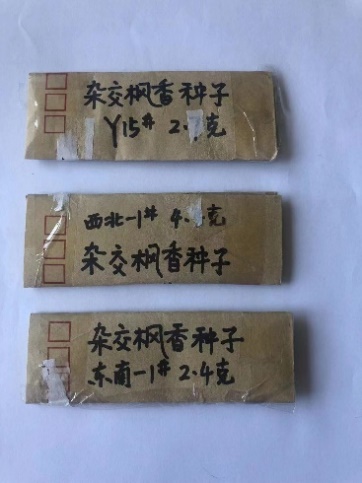 杂交枫香种子
Y15# 2. 克
西北-1# 4. 克
杂交枫香种子
杂交枫香种子
东南-1# 2.4克